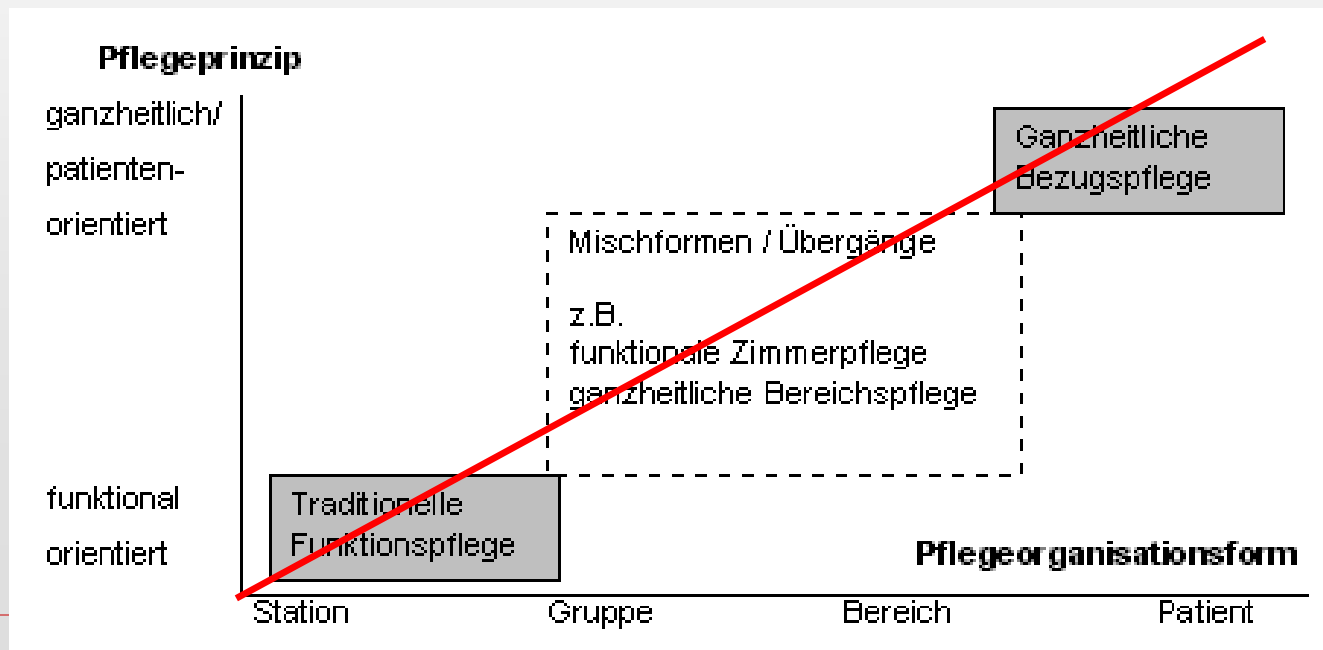 Pflegeprinzip
ganzheitlich/
patienten-
orientiert
funktional
orientiert
Ganzheitliche
Bezugspflege
Mischformen / Übergänge
z.B.
funktionale Zimmerpflege
ganzheitliche Bereichspflege
Traditionelle
Funktionspflege
Pflegeorganisationsform
Station Gruppe Bereich Patient